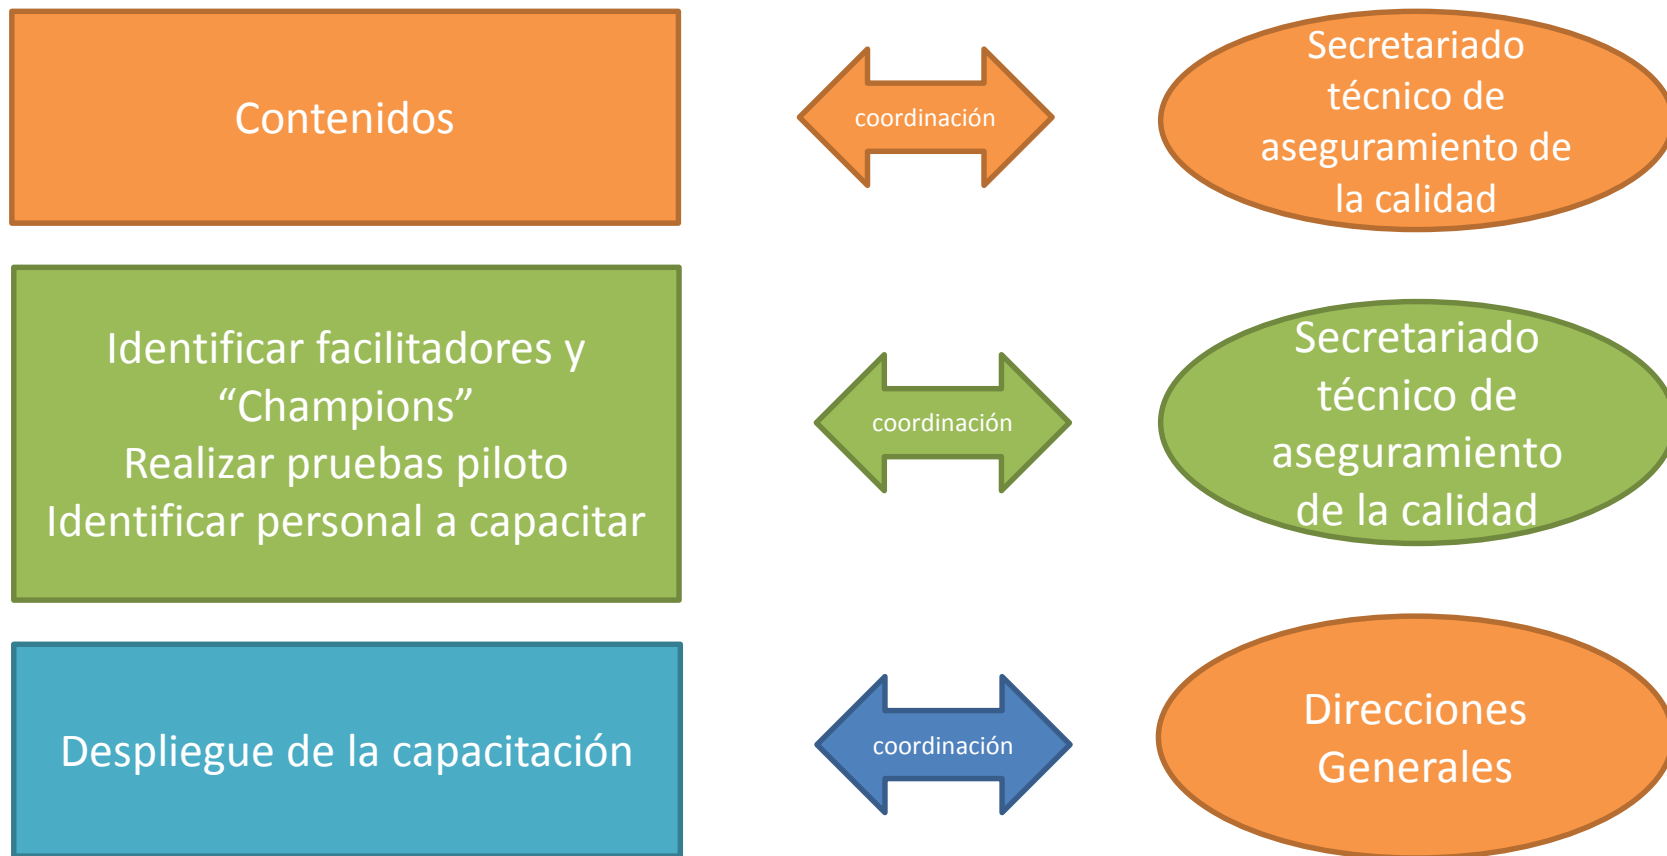 Contenidos
coordinación
Secretariado
técnico de
aseguramiento de
la calidad
Identificar facilitadores y
“Champions”
Realizar pruebas piloto
Identificar personal a capacitar
coordinación
Secretariado
técnico de
aseguramiento
de la calidad
Despliegue de la capacitación
coordinación
Direcciones
Generales